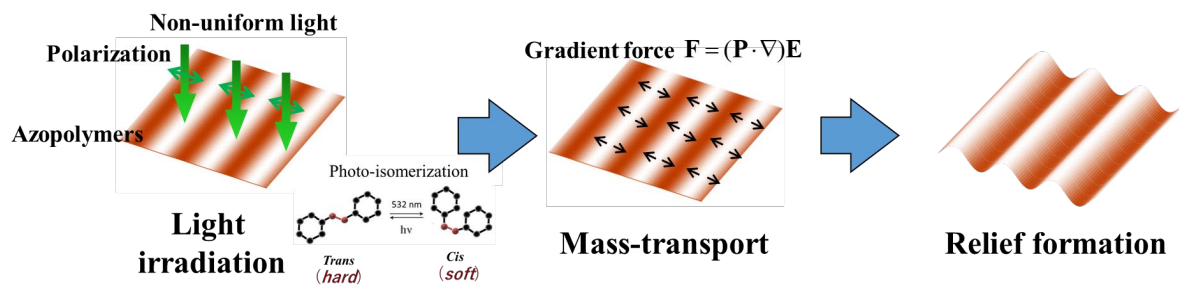 Non-uniform light
Polarization
Azopolymers
Photo-isomerization
532 nm
hν
Trans
(hard)
Cis
(soft)
Light
irradiation
Gradient force F = (P · ∇)E
Mass-transport
Relief formation